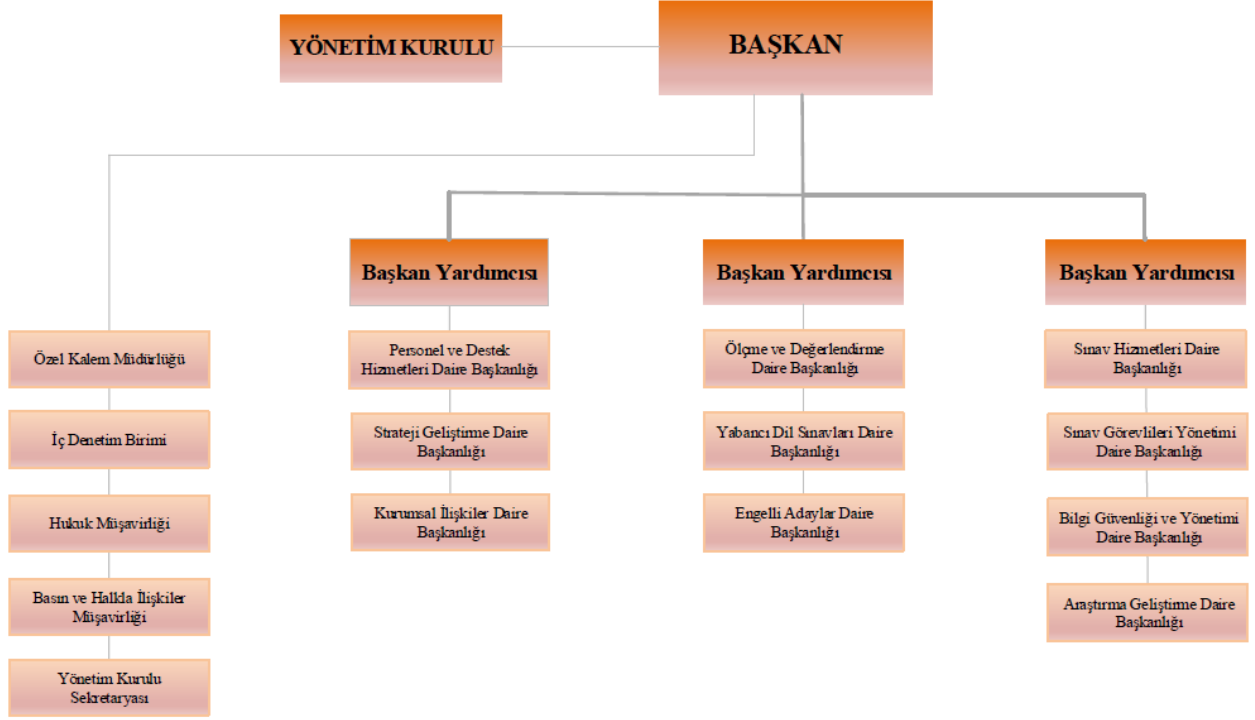 YÖNETİM KURULU
BAŞKAN
Başkan Yardımcısı
Başkan Yardımcısı
Başkan Yardımcısı
Özel Kalem Müdürlüğü
İç Denetim Birimi
Hukuk Müşavirliği
Basın ve Halkla İlişkiler
Müşavirliği
Yönetim Kurulu
Sekretaryası
Personel ve Destek
Hizmetleri Daire Başkanlığı
Strateji Geliştirme Daire
Başkanlığı
Kurumsal İlişkiler Daire
Başkanlığı
Ölçme ve Değerlendirme
Daire Başkanlığı
Yabancı Dil Sınavları Daire
Başkanlığı
Engelli Adaylar Daire
Başkanlığı
Sınav Hizmetleri Daire
Başkanlığı
Sınav Görevlileri Yönetimi
Daire Başkanlığı
Bilgi Güvenliği ve Yönetimi
Daire Başkanlığı
Araştırma Geliştirme Daire
Başkanlığı